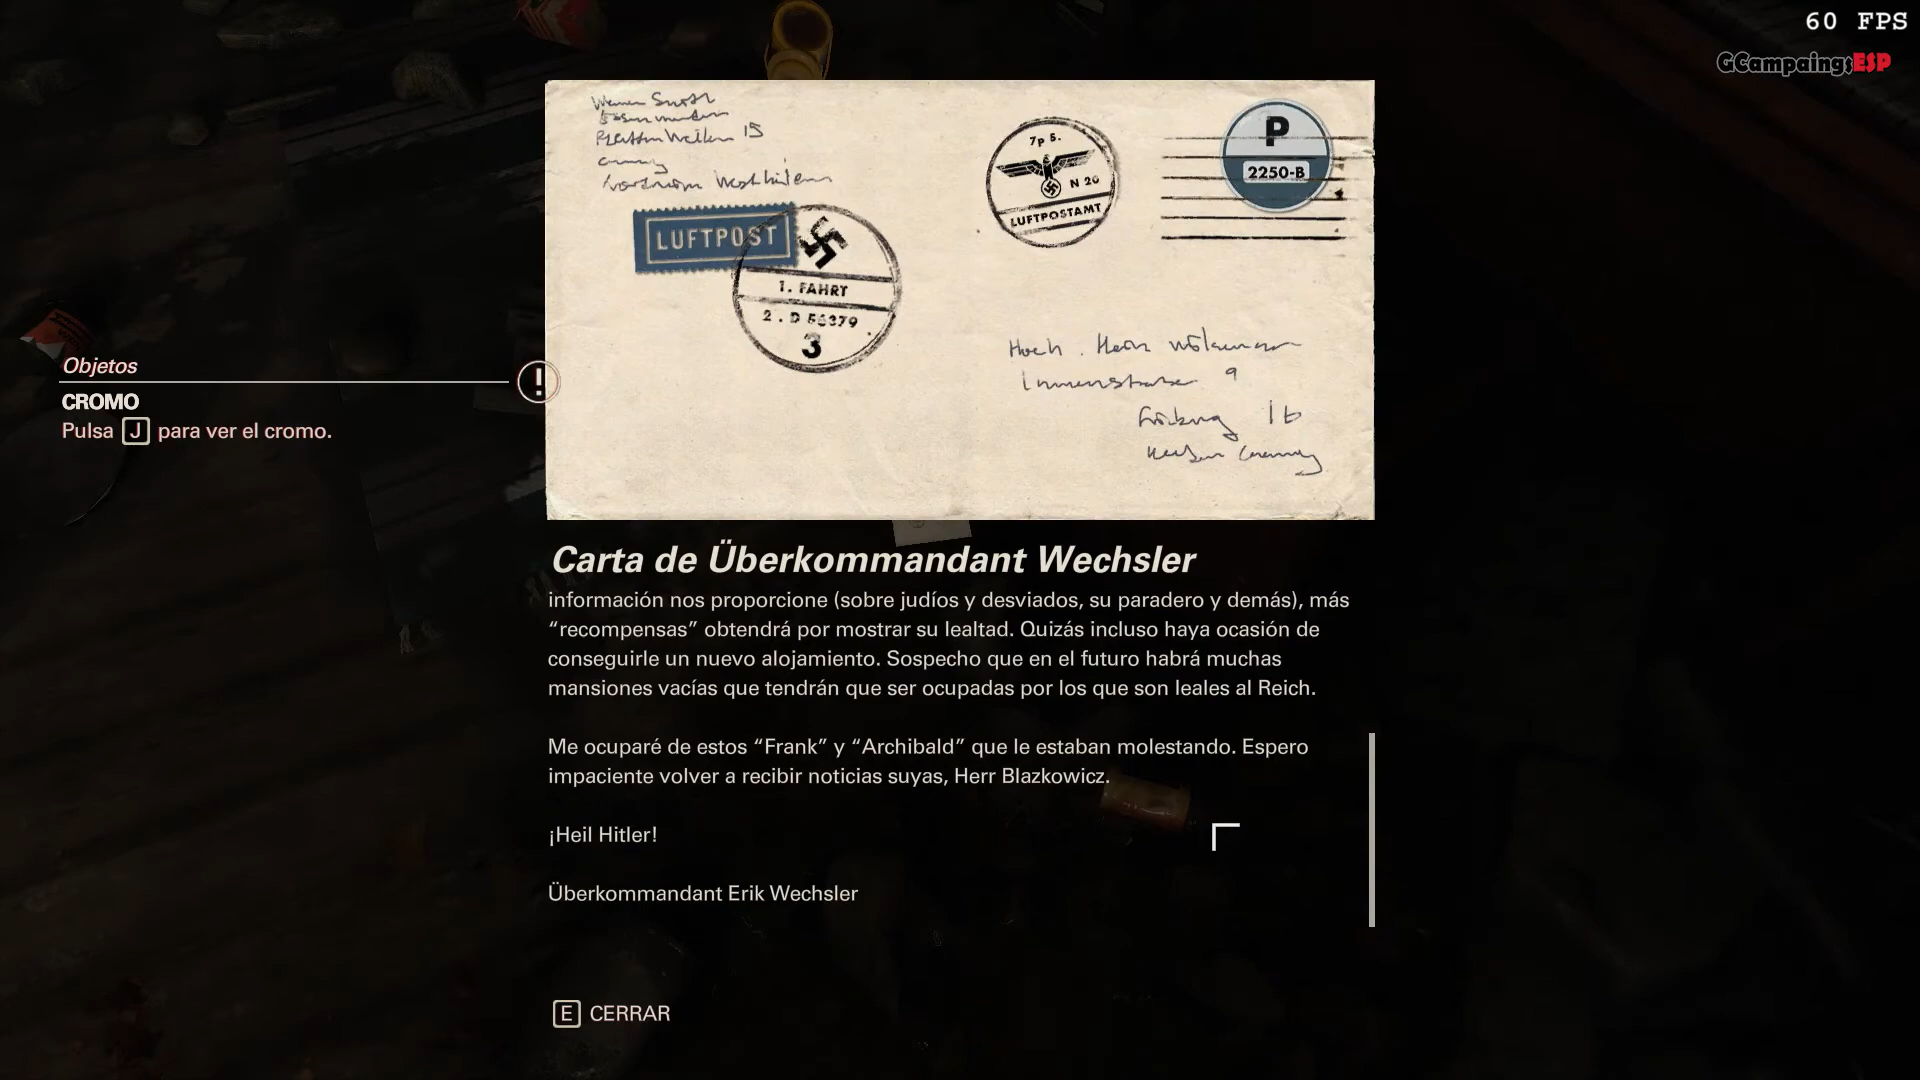 60 FPS
GCampaingsESP
15
LUFTPOST
1. FAHRT
2. D 56379
3
7p 5.
N 20
LUFTPOSTAMT
P
2250-B
9
Objetos
CROMO
Pulsa J para ver el cromo.
Carta de Überkommandant Wechsler
información nos proporcione (sobre judíos y desviados, su paradero y demás), más
“recompensas” obtendrá por mostrar su lealtad. Quizás incluso haya ocasión de
conseguirle un nuevo alojamiento. Sospecho que en el futuro habrá muchas
mansiones vacías que tendrán que ser ocupadas por los que son leales al Reich.
Me ocuparé de estos “Frank” y “Archibald” que le estaban molestando. Espero
impaciente volver a recibir noticias suyas, Herr Blazkowicz.
¡Heil Hitler!
Überkommandant Erik Wechsler
E CERRAR